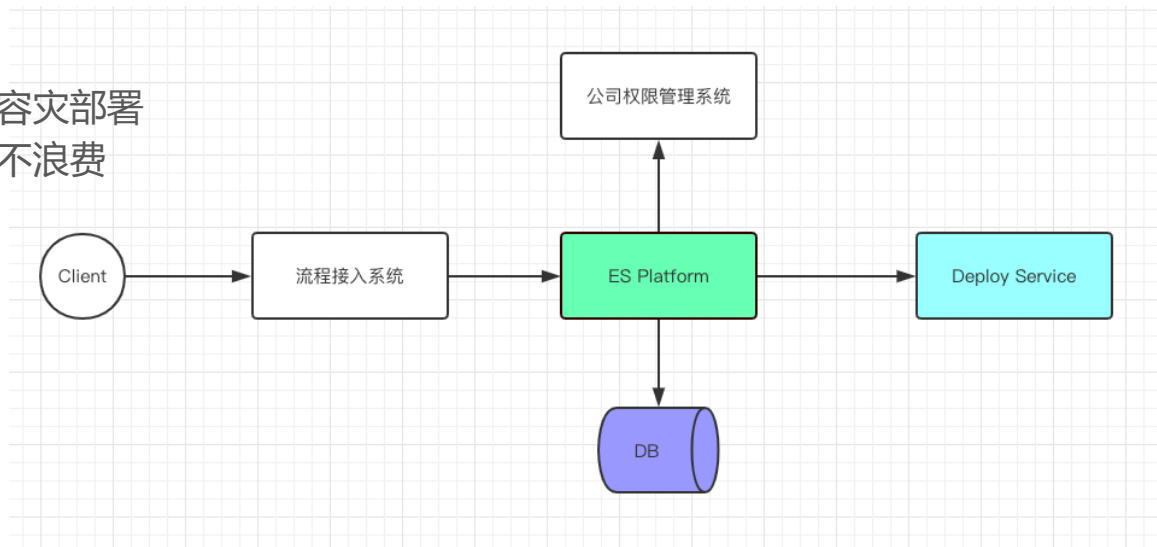 容灾部署
不浪费
公司权限管理系统
Client
流程接入系统
ES Platform
Deploy Service
DB